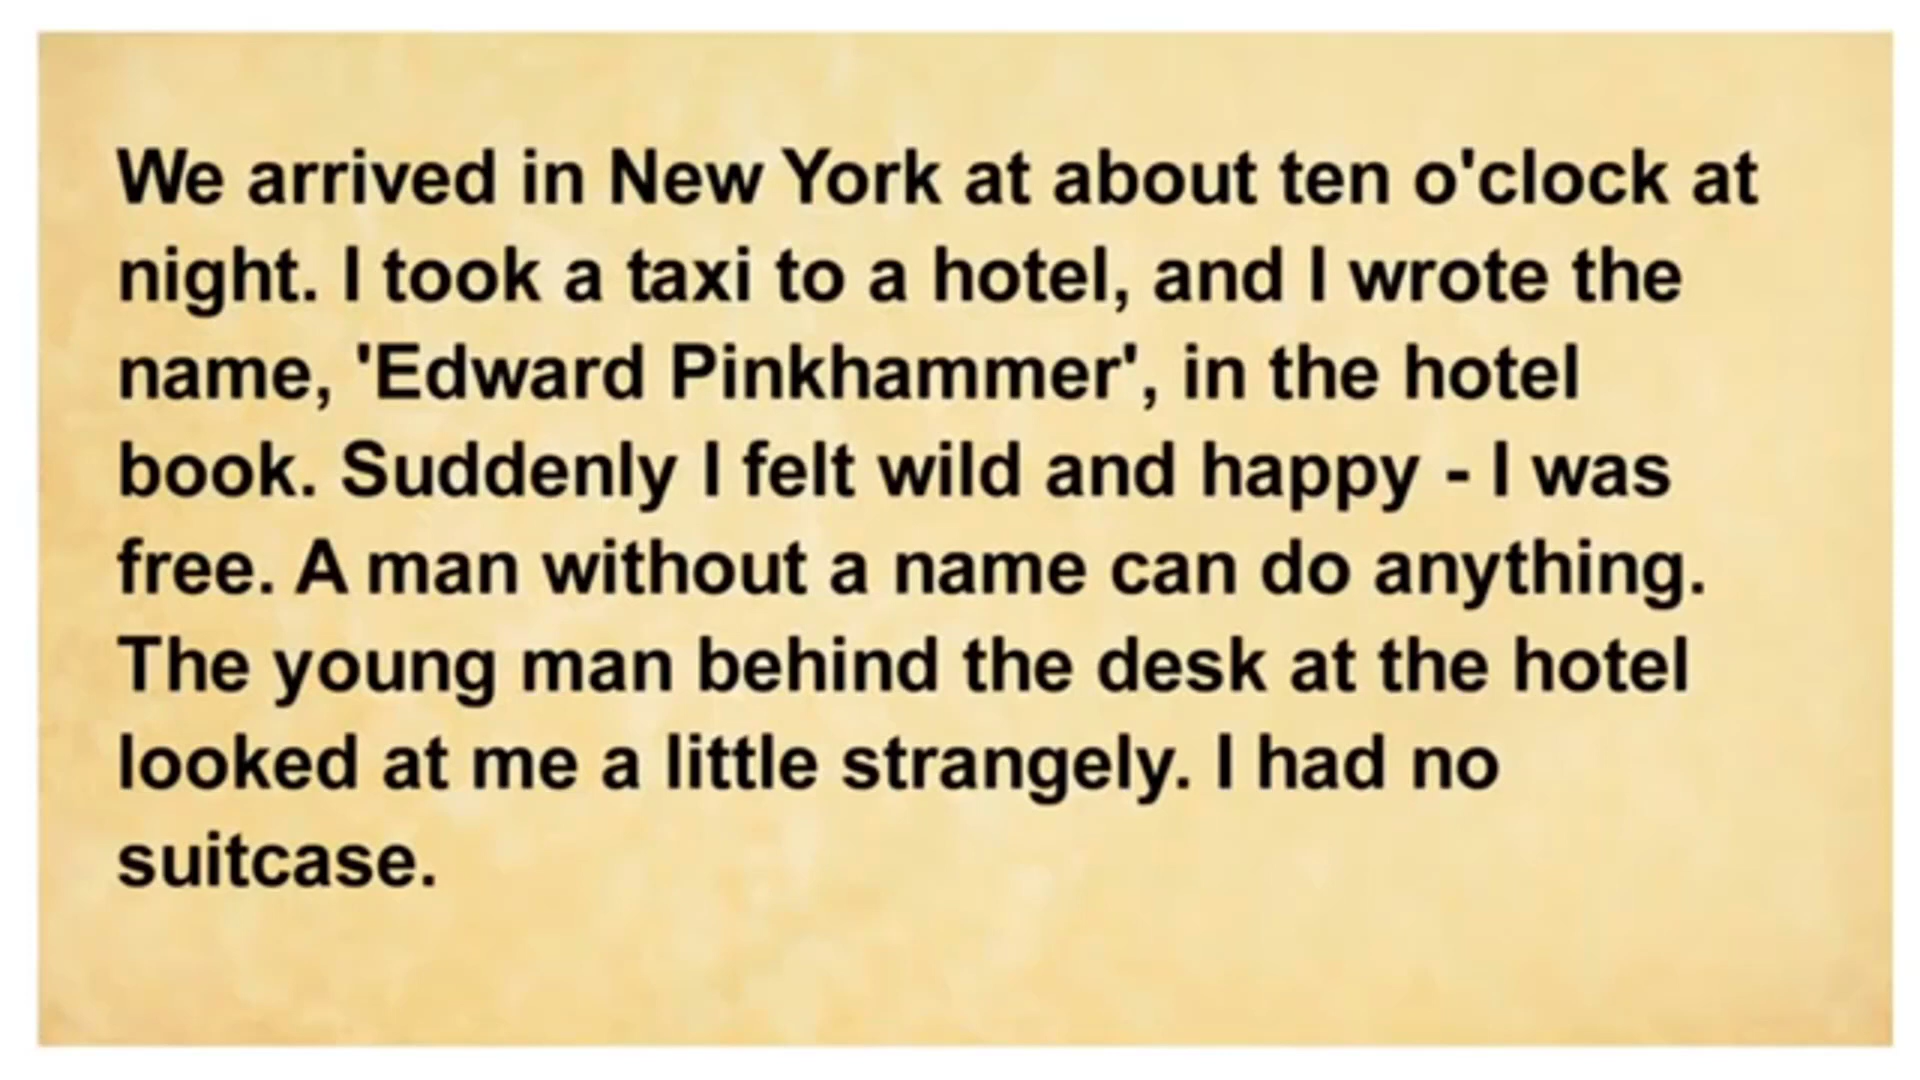 We arrived in New York at about ten o'clock at
night. I took a taxi to a hotel, and I wrote the
name, 'Edward Pinkhammer', in the hotel
book. Suddenly I felt wild and happy - I was
free. A man without a name can do anything.
The young man behind the desk at the hotel
looked at me a little strangely. I had no
suitcase.